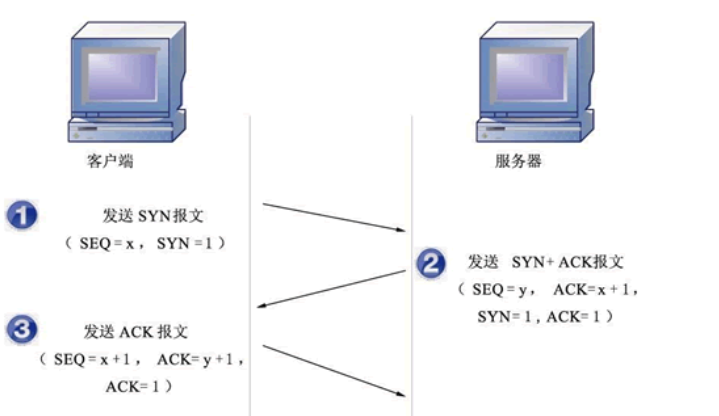 客户端
服务器
1
发送 SYN报文
（ SEQ=x， SYN =1 ）
2
发送 SYN+ ACK报文
（ SEQ=y， ACK=x+1，
SYN=1 , ACK=1 ）
3
发送 ACK 报文
（ SEQ=x+1， ACK=y+1，
ACK=1 ）